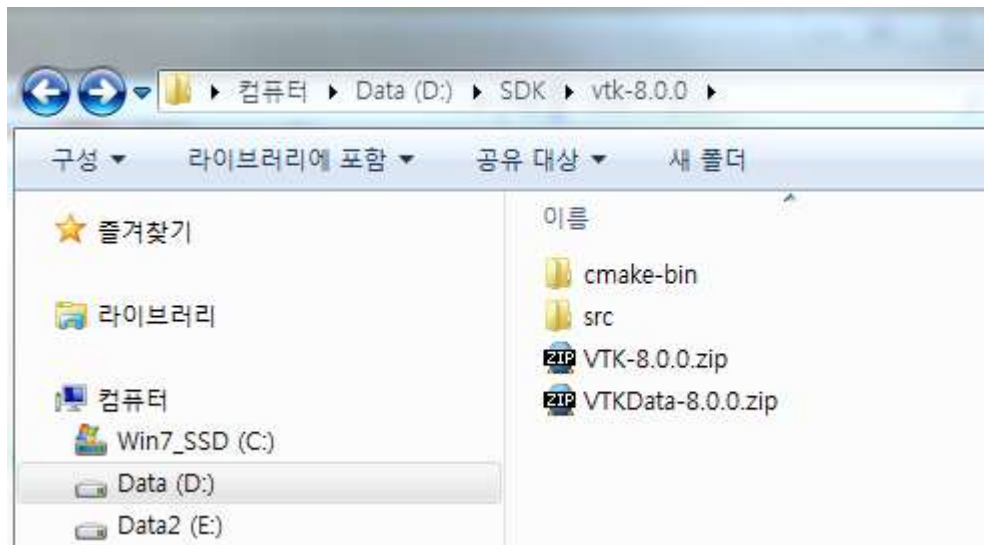 컴퓨터 Data (D:) SDK vtk-8.0.0
구성 라이브러리에 포함 공유 대상 새 폴더
즐겨찾기
라이브러리
컴퓨터
Win7_SSD (C:)
Data (D:)
Data2 (E:)
이름
cmake-bin
src
ZIP VTK-8.0.0.zip
ZIP VTKData-8.0.0.zip